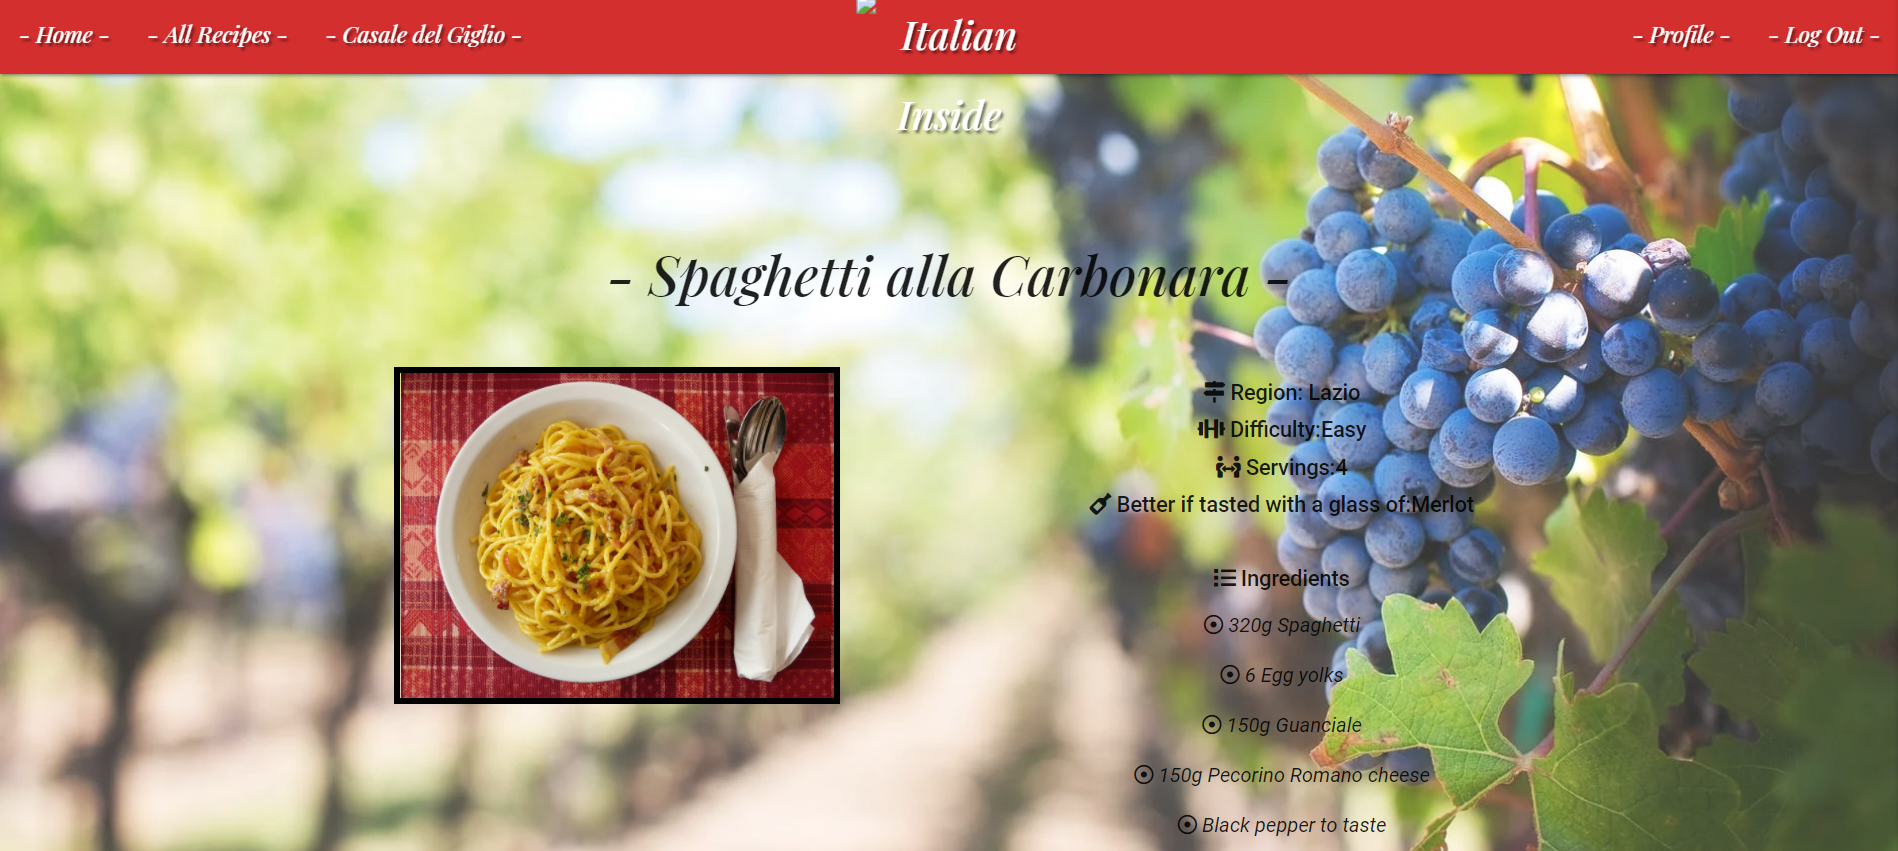 - Home -
- All Recipes -
- Casale del Giglio -
Italian
Inside
- Profile -
- Log Out -
- Spaghetti alla Carbonara -
Region: Lazio
Difficulty:Easy
Servings:4
Better if tasted with a glass of:Merlot
Ingredients
320g Spaghetti
6 Egg yolks
150g Guanciale
150g Pecorino Romano cheese
Black pepper to taste